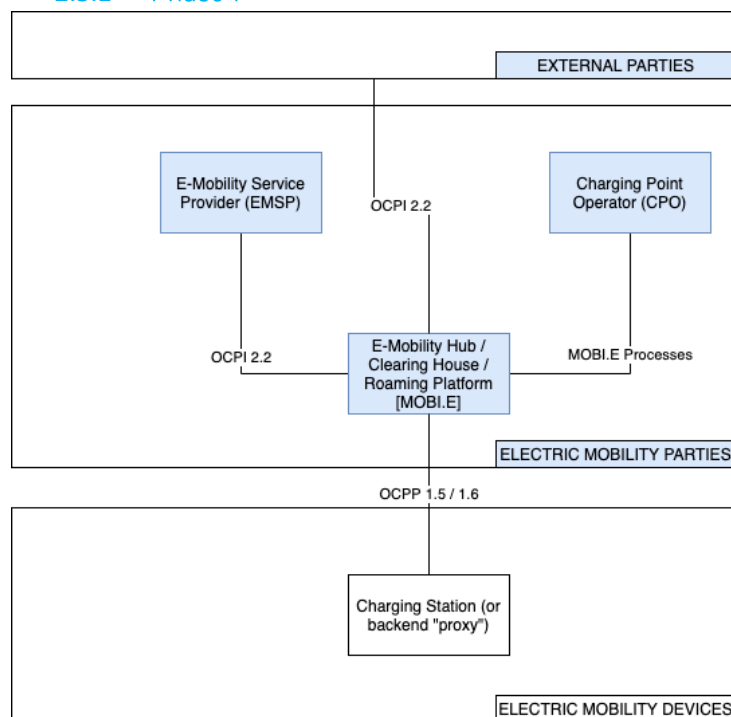 EXTERNAL PARTIES
E-Mobility Service
Provider (EMSP)
Charging Point
Operator (CPO)
OCPI 2.2
OCPI 2.2
E-Mobility Hub /
Clearing House /
Roaming Platform
[MOBI.E]
MOBI.E Processes
ELECTRIC MOBILITY PARTIES
OCPP 1.5 / 1.6
Charging Station (or
backend "proxy")
ELECTRIC MOBILITY DEVICES